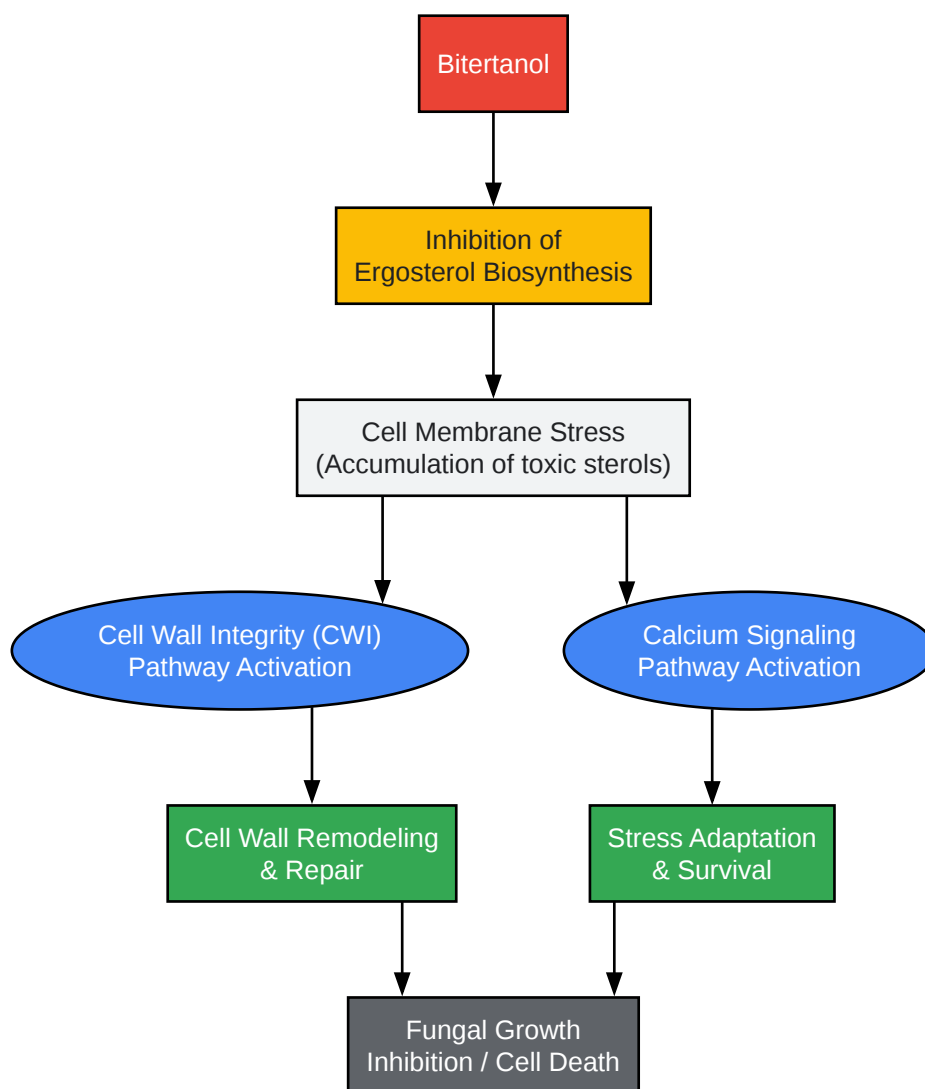 Bitertanol
Inhibition of
Ergosterol Biosynthesis
Cell Membrane Stress
(Accumulation of toxic sterols)
Cell Wall Integrity (CWI)
Pathway Activation
Calcium Signaling
Pathway Activation
Cell Wall Remodeling
& Repair
Stress Adaptation
& Survival
Fungal Growth
Inhibition / Cell Death